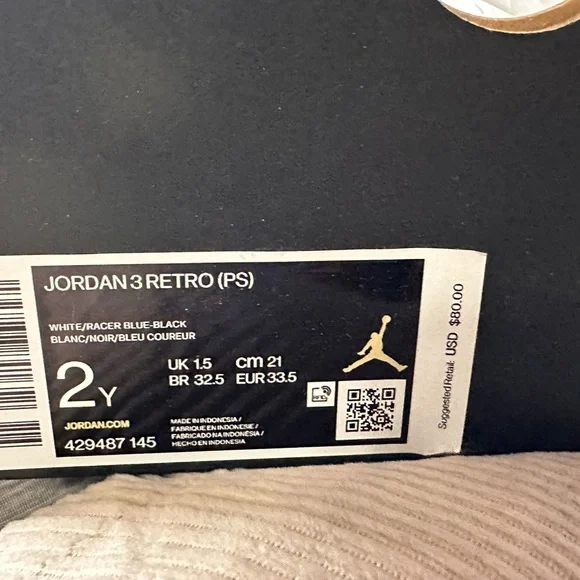 JORDAN 3 RETRO (PS)
WHITE/RACER BLUE-BLACK
BLANC/NOIR/BLEU COUREUR
2Y
UK 1.5 cm 21
BR 32.5 EUR 33.5
JORDAN.COM
429487 145
MADE IN INDONESIA /
FABRIQUE EN INDONESIE /
FABRICADO NA INDONÉSIA /
HECHO EN INDONESIA
Suggested Retail: USD $80.00